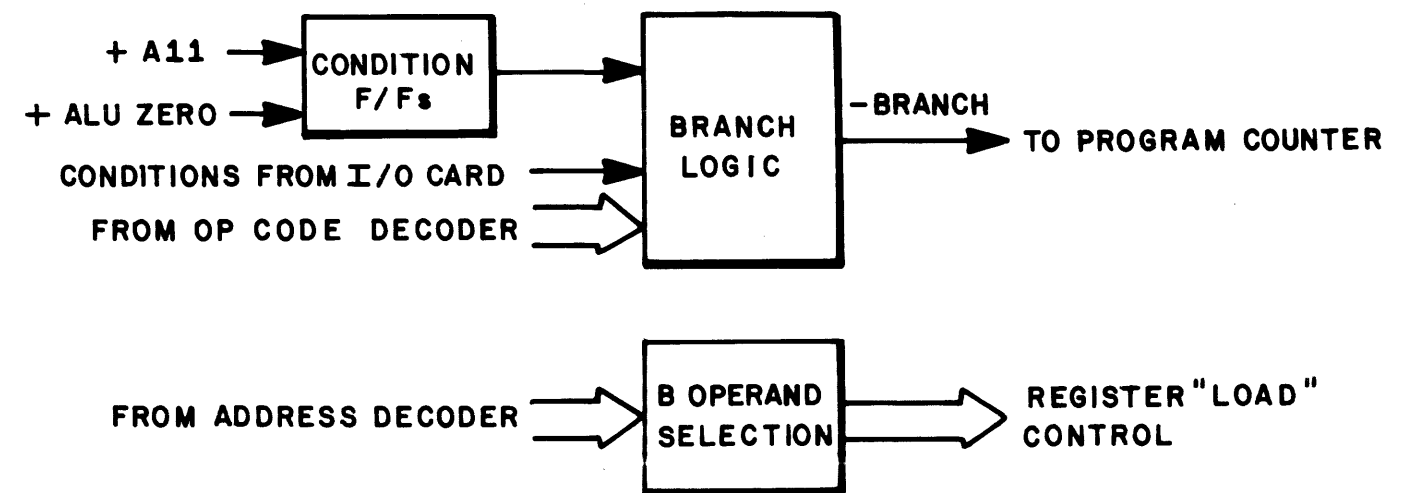 + A11
+ ALU ZERO
CONDITION
F/Fs
CONDITIONS FROM I/O CARD
FROM OP CODE DECODER
BRANCH
LOGIC
-BRANCH
TO PROGRAM COUNTER
FROM ADDRESS DECODER
B OPERAND
SELECTION
REGISTER "LOAD"
CONTROL